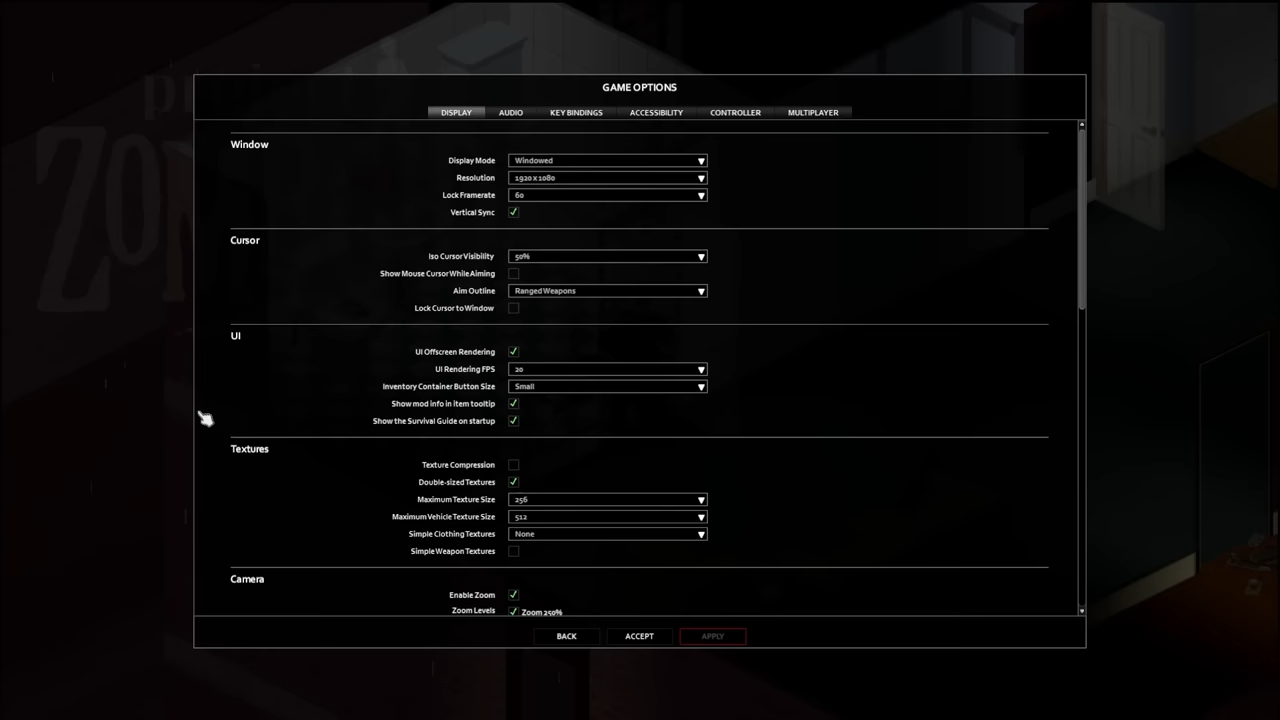 project
ZOM
GAME OPTIONS
DISPLAY AUDIO KEY BINDINGS ACCESSIBILITY CONTROLLER MULTIPLAYER
Window
Display Mode Windowed
Resolution 1920 x 1080
Lock Framerate 60
Vertical Sync
Cursor
Iso Cursor Visibility 50%
Show Mouse Cursor While Aiming
Aim Outline Ranged Weapons
Lock Cursor to Window
UI
UI Offscreen Rendering
UI Rendering FPS 20
Inventory Container Button Size Small
Show mod info in item tooltip
Show the Survival Guide on startup
Textures
Texture Compression
Double-sized Textures
Maximum Texture Size 256
Maximum Vehicle Texture Size 512
Simple Clothing Textures None
Simple Weapon Textures
Camera
Enable Zoom
Zoom Levels Zoom 250%
BACK ACCEPT APPLY